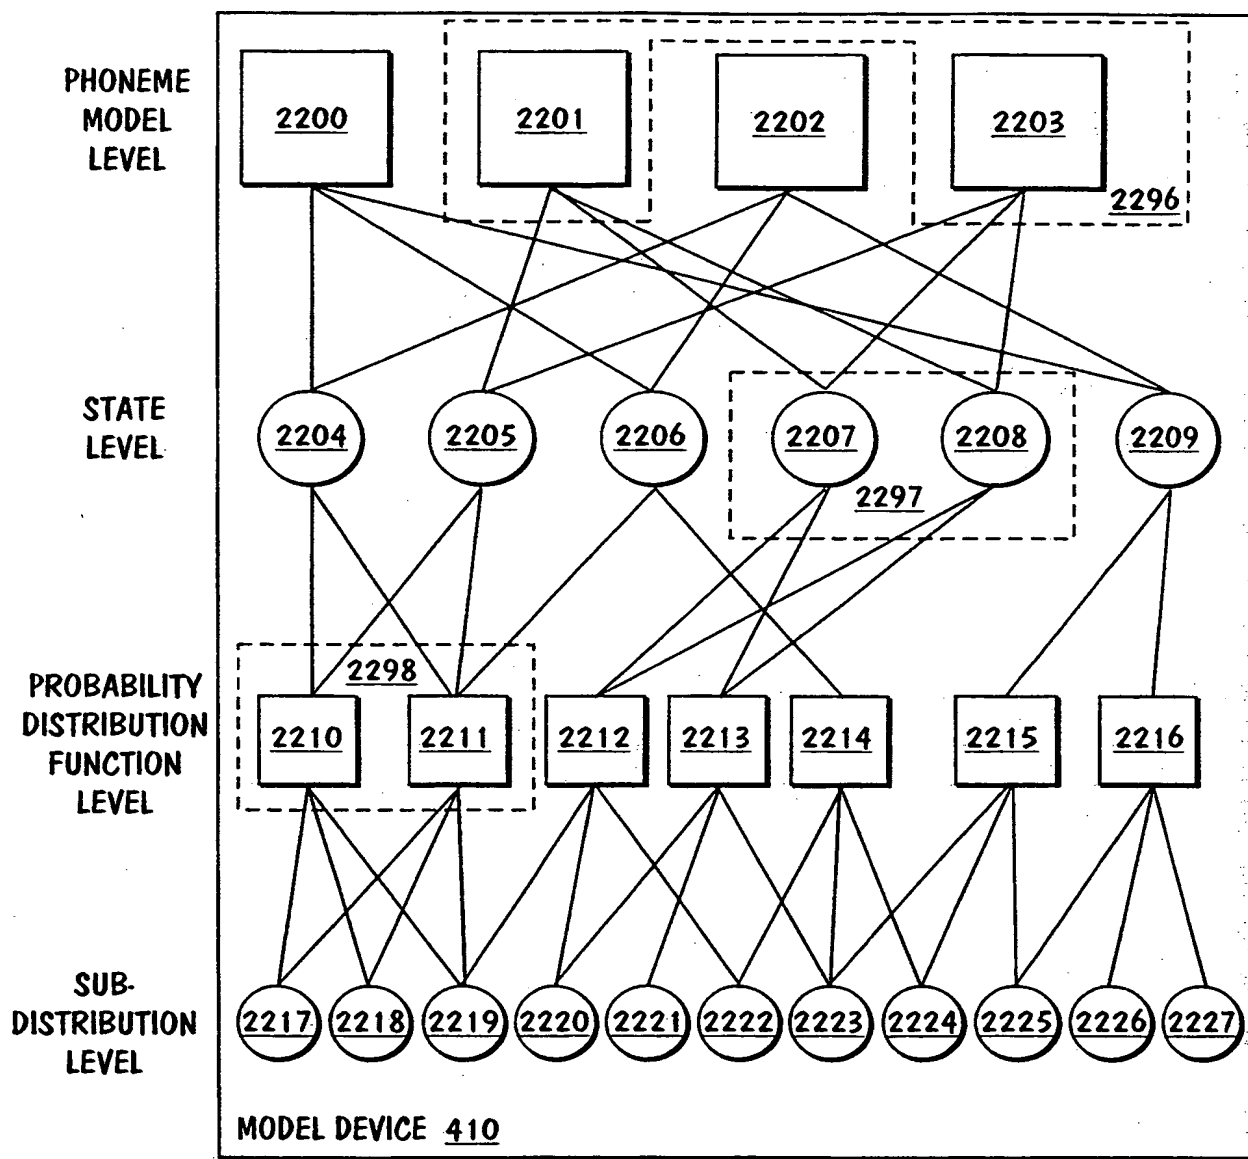 PHONEME
MODEL
LEVEL
2200
2201
2202
2203
2296
STATE
LEVEL
2204
2205
2206
2207
2208
2209
2297
PROBABILITY
DISTRIBUTION
FUNCTION
LEVEL
2298
2210
2211
2212
2213
2214
2215
2216
SUB-
DISTRIBUTION
LEVEL
2217
2218
2219
2220
2221
2222
2223
2224
2225
2226
2227
MODEL DEVICE 410